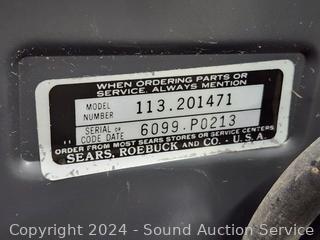 WHEN ORDERING PARTS OR
SERVICE, ALWAYS MENTION
MODEL NUMBER 113.201471
SERIAL OR CODE DATE 6099.P0213
ORDER FROM MOST SEARS STORES OR SERVICE CENTERS
SEARS, ROEBUCK AND CO. - U.S.A.
Copyright © 2024 - Sound Auction Service